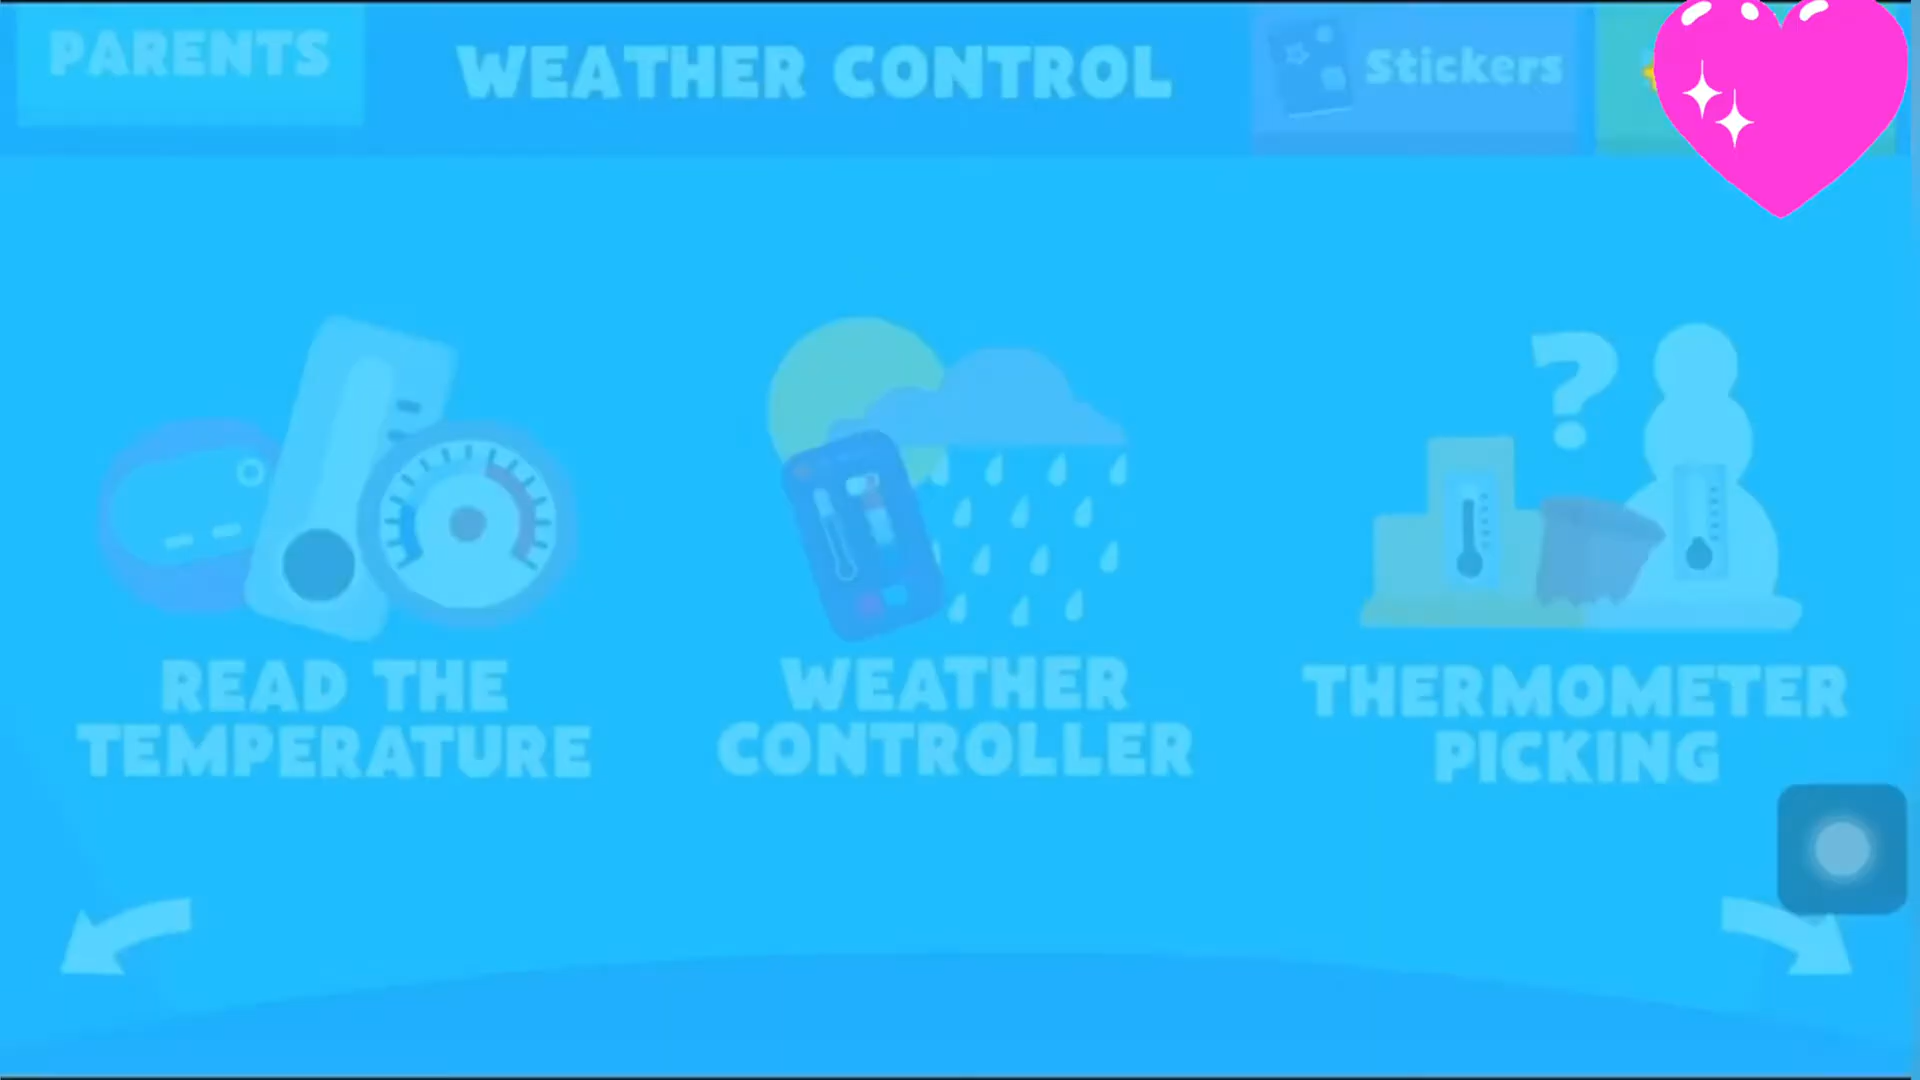 PARENTS
WEATHER CONTROL
Stickers
?
READ THE
TEMPERATURE
WEATHER
CONTROLLER
THERMOMETER
PICKING